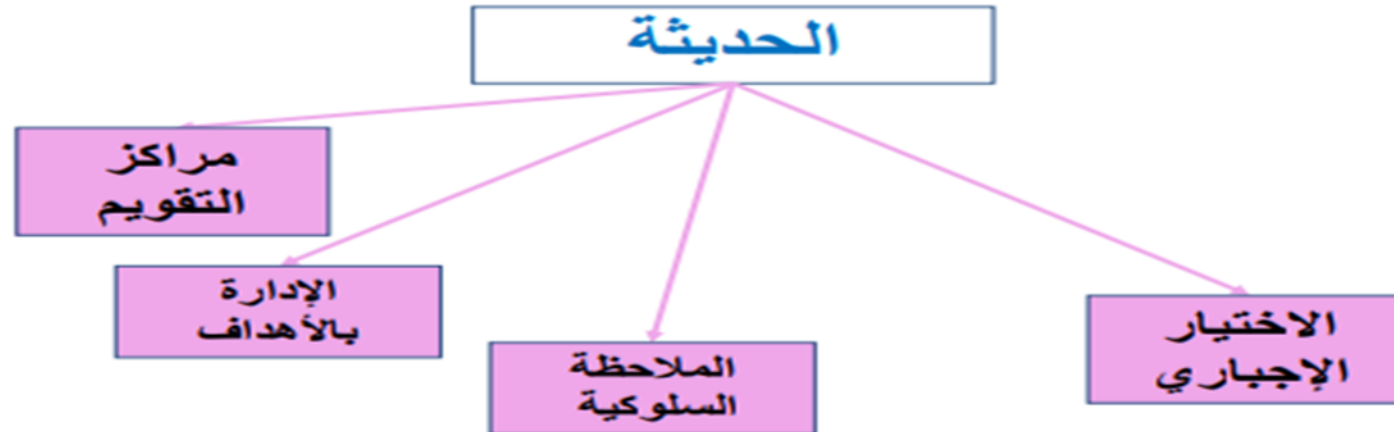 الحديثة
مراكز
التقويم
الإدارة
بالأهداف
الملاحظة
السلوكية
الاختيار
الإجباري